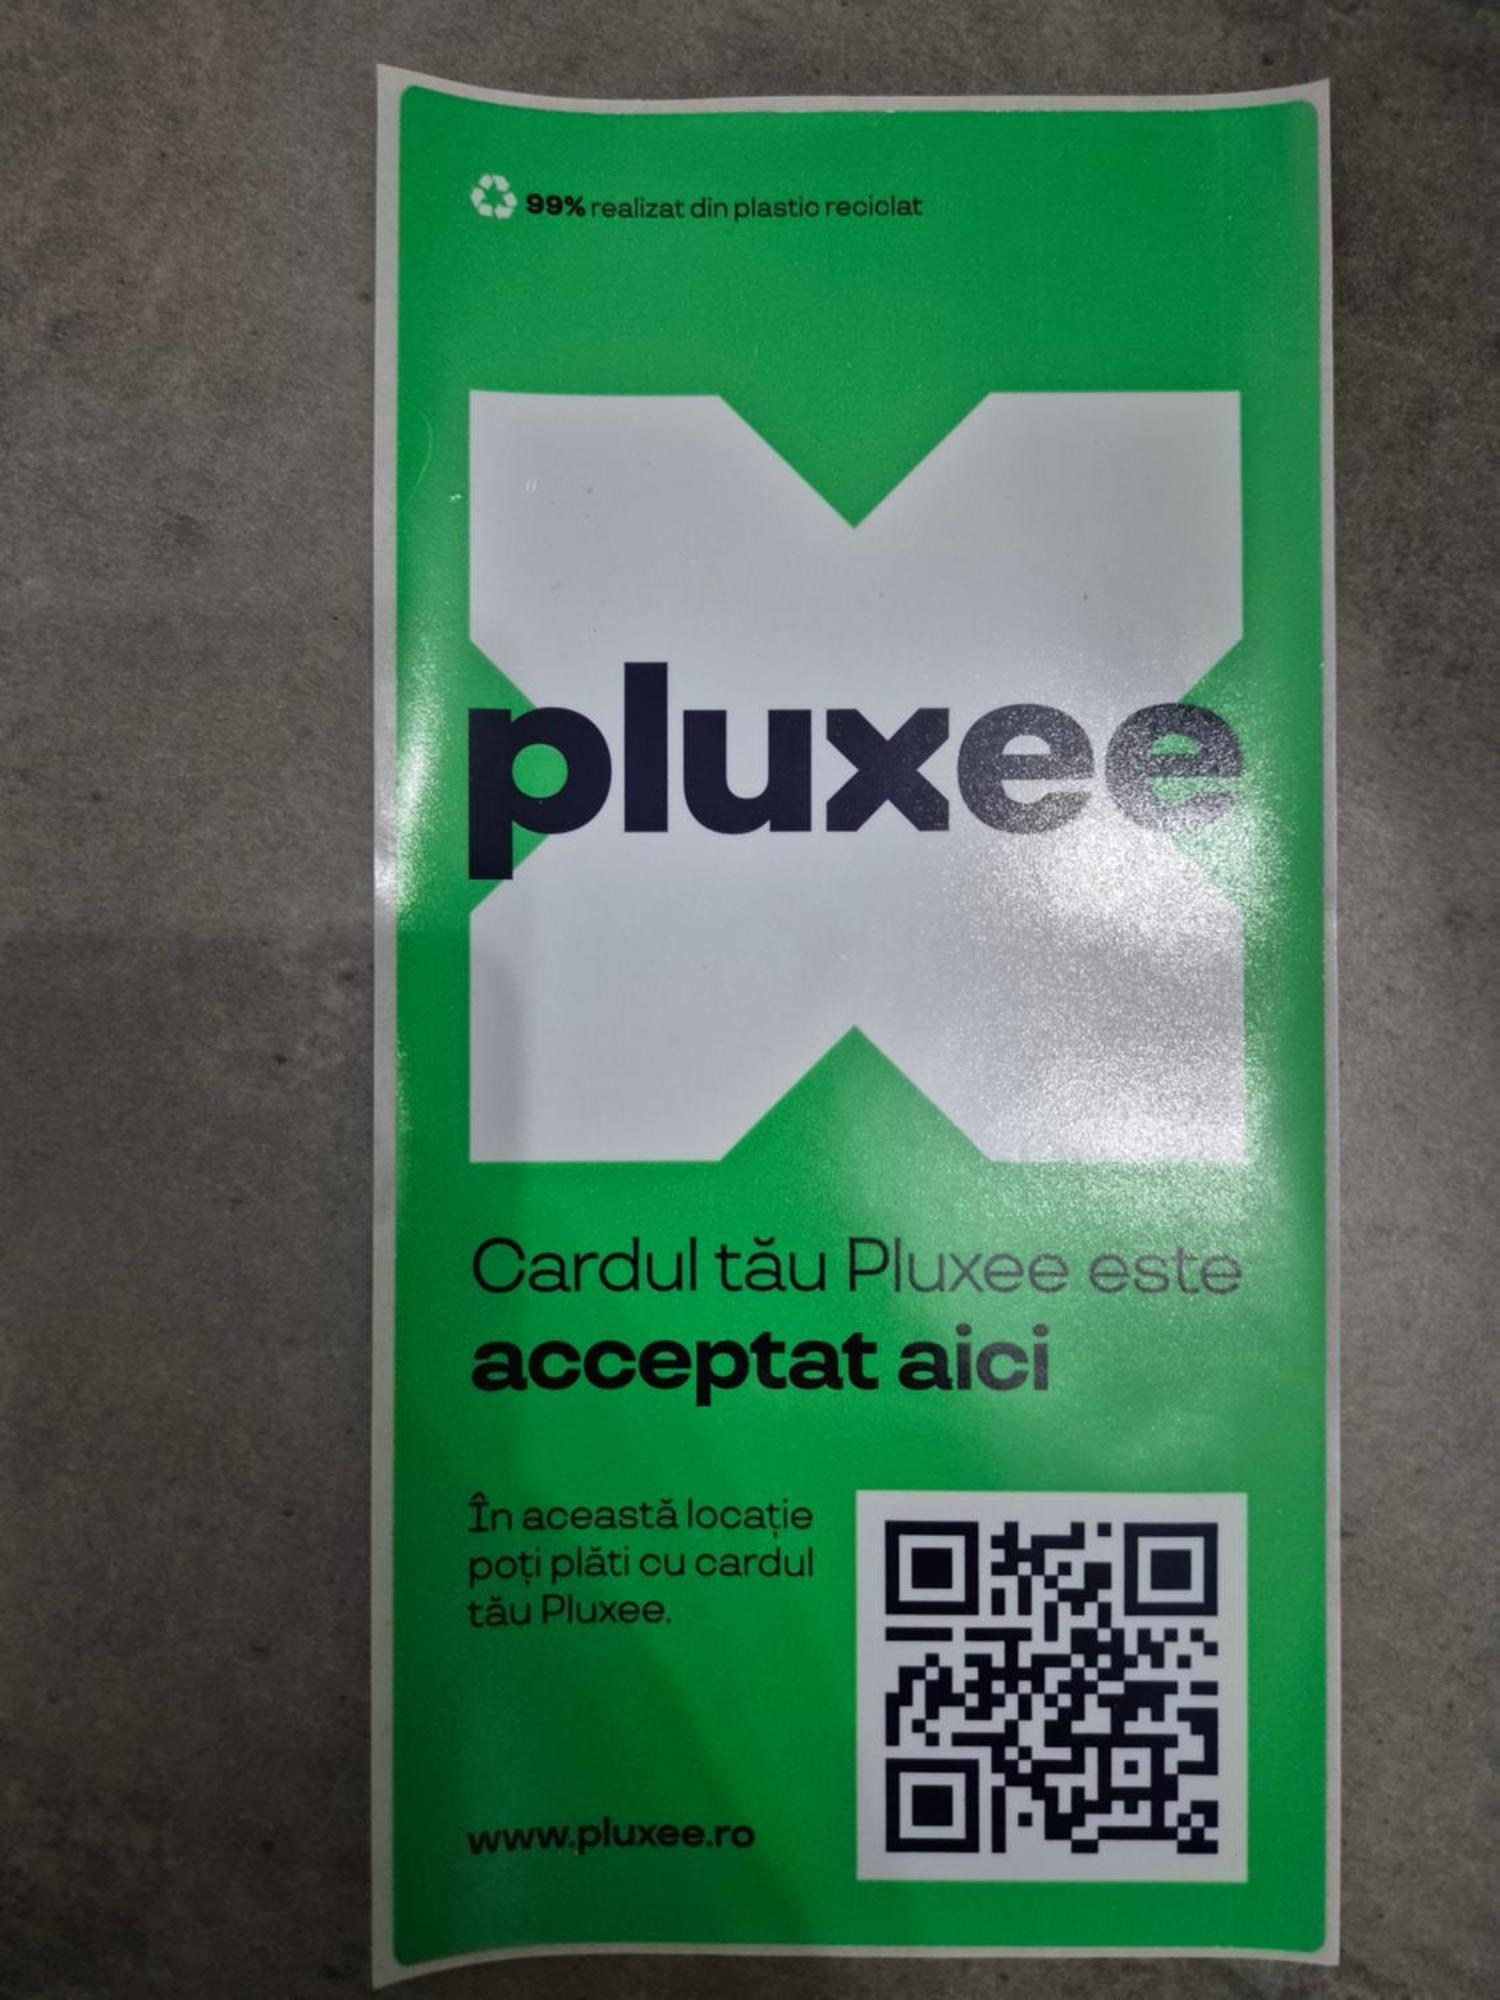 99% realizat din plastic reciclat
pluxee
Cardul tău Pluxee este
acceptat aici
În această locație
poți plăti cu cardul
tău Pluxee.
www.pluxee.ro